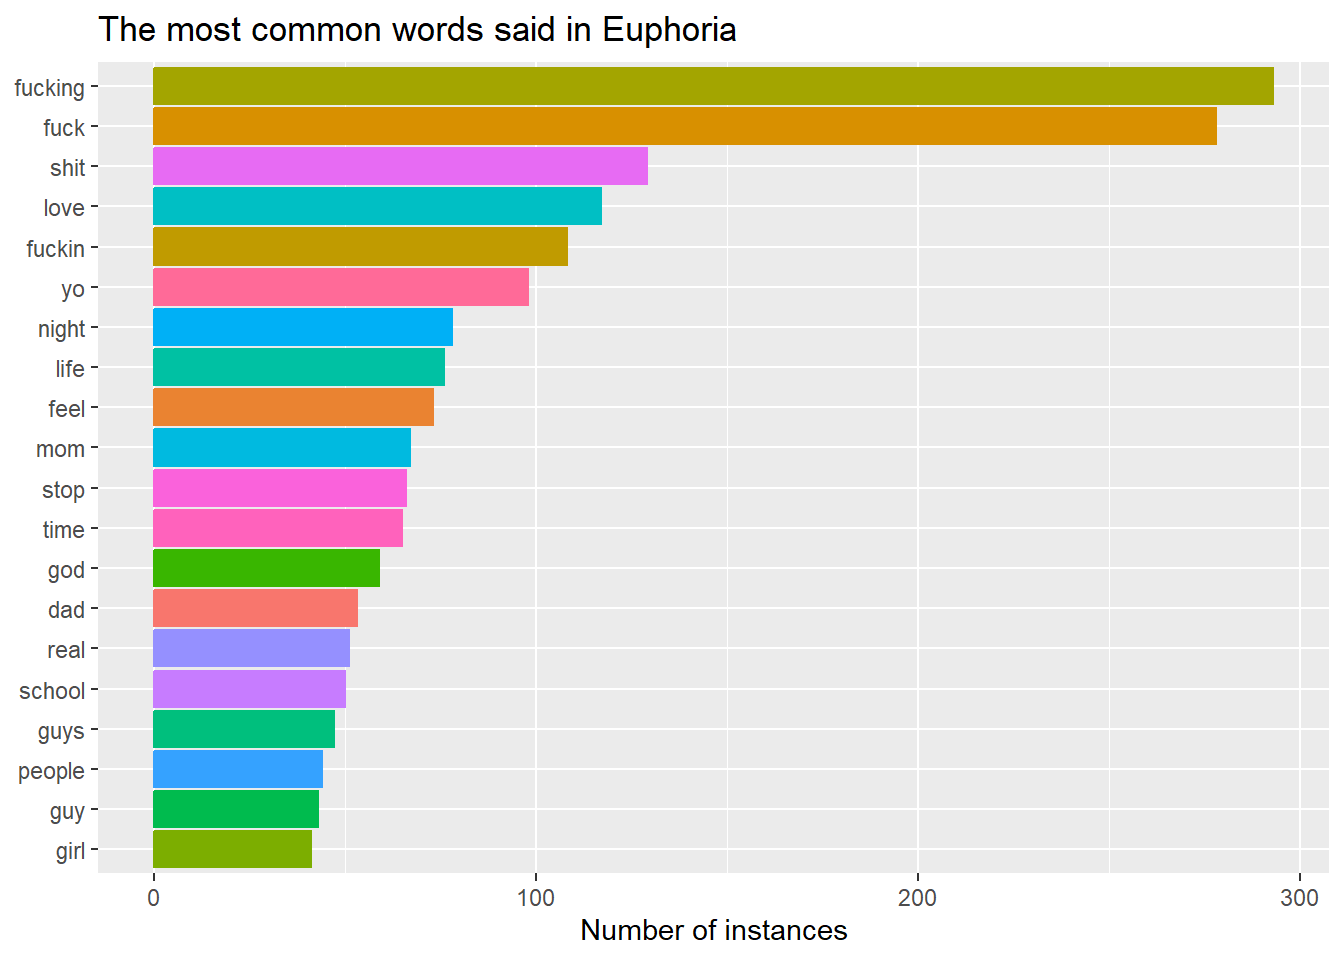 The most common words said in Euphoria
fucking
fuck
shit
love
fuckin
yo
night
life
feel
mom
stop
time
god
dad
real
school
guys
people
guy
girl
0 100 200 300
Number of instances